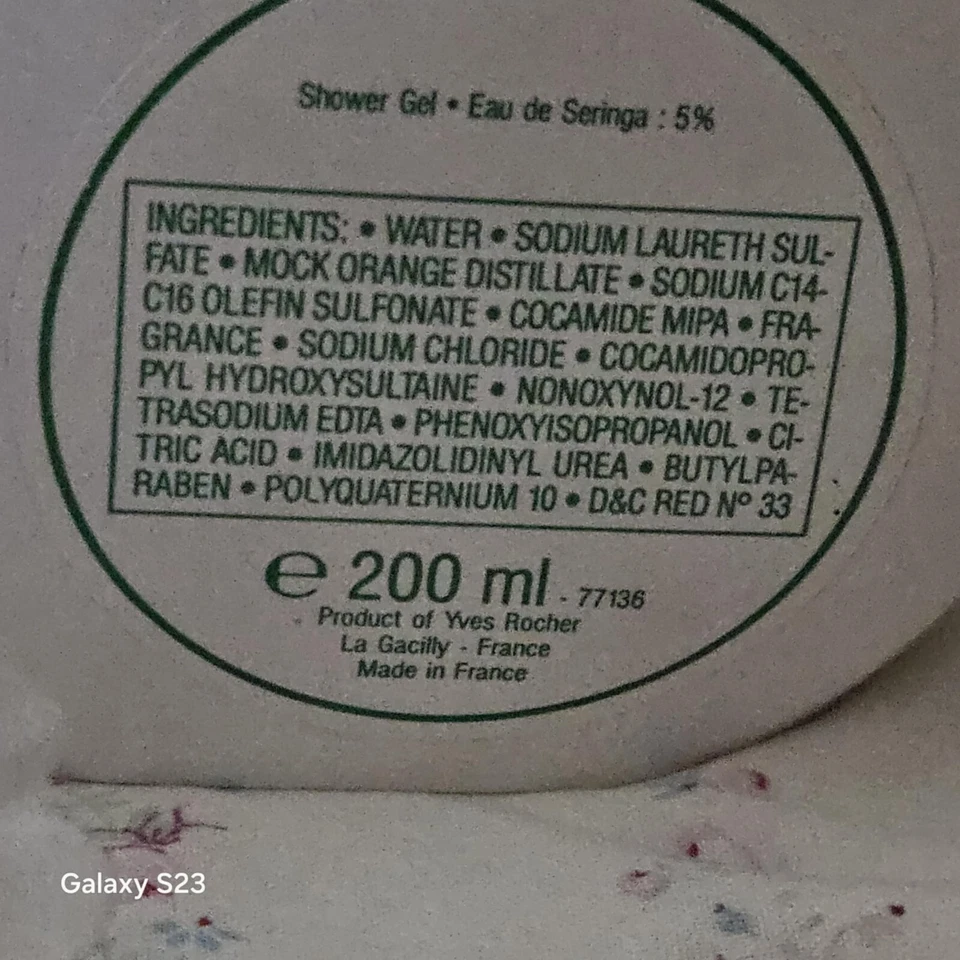 Shower Gel • Eau de Seringa : 5%
INGREDIENTS: • WATER • SODIUM LAURETH SUL-
FATE • MOCK ORANGE DISTILLATE • SODIUM C14-
C16 OLEFIN SULFONATE • COCAMIDE MIPA • FRA-
GRANCE • SODIUM CHLORIDE • COCAMIDOPRO-
PYL HYDROXYSULTAINE • NONOXYNOL-12 • TE-
TRASODIUM EDTA • PHENOXYISOPROPANOL • CI-
TRIC ACID • IMIDAZOLIDINYL UREA • BUTYLPA-
RABEN • POLYQUATERNIUM 10 • D&C RED Nº 33
℮ 200 ml - 77136
Product of Yves Rocher
La Gacilly - France
Made in France
Galaxy S23